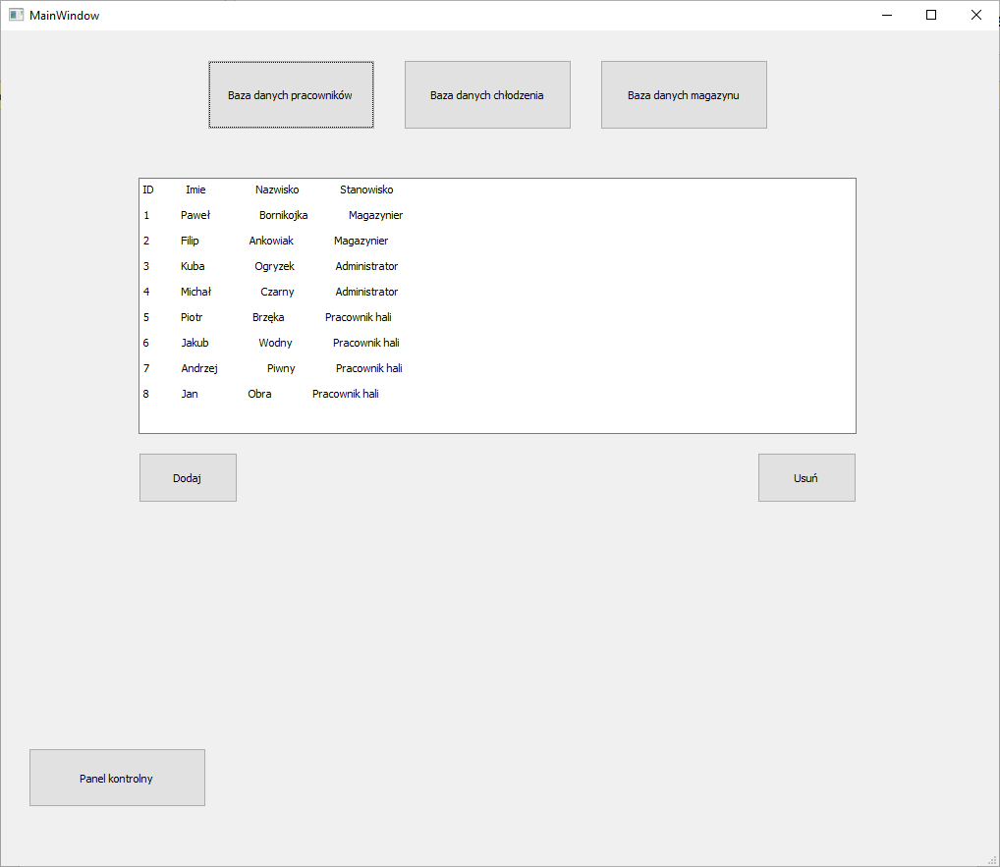 MainWindow
Baza danych pracowników Baza danych chłodzenia Baza danych magazynu
ID Imie Nazwisko Stanowisko
1 Paweł Bornikojka Magazynier
2 Filip Ankowiak Magazynier
3 Kuba Ogryzek Administrator
4 Michał Czarny Administrator
5 Piotr Brzęka Pracownik hali
6 Jakub Wodny Pracownik hali
7 Andrzej Piwny Pracownik hali
8 Jan Obra Pracownik hali
Dodaj Usuń
Panel kontrolny